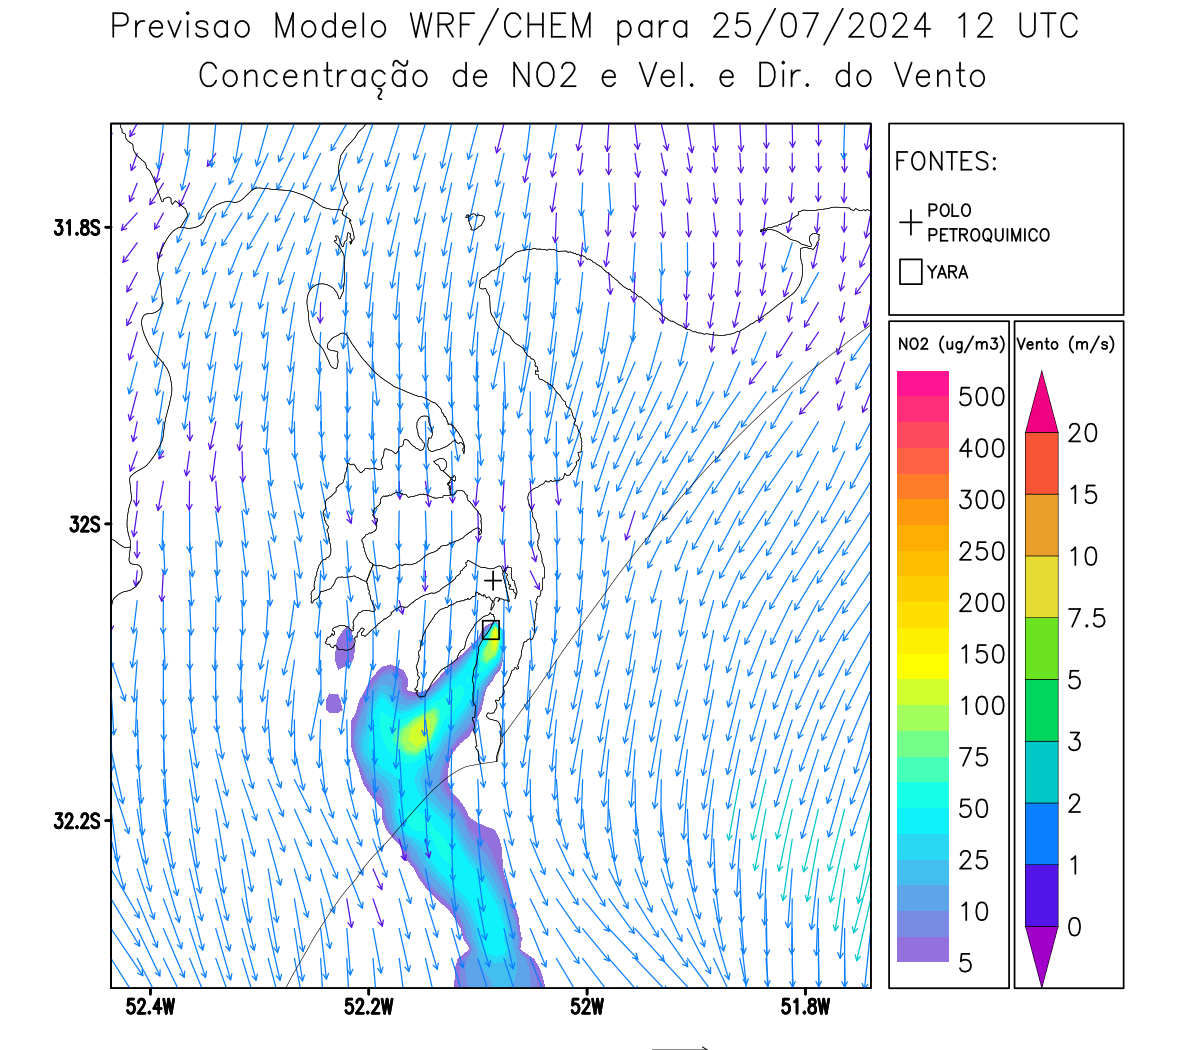 Previsao Modelo WRF/CHEM para 25/07/2024 12 UTC
Concentração de NO2 e Vel. e Dir. do Vento
FONTES:
POLO
PETROQUIMICO
YARA
NO2 (ug/m3)
500
400
300
250
200
150
100
75
50
25
10
5
Vento (m/s)
20
15
10
7.5
5
3
2
1
0
31.8S
32S
32.2S
52.4W 52.2W 52W 51.8W